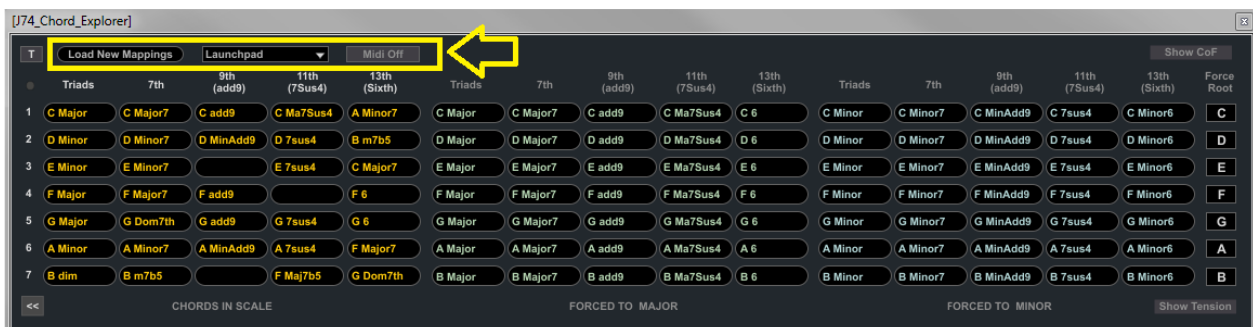 [J74_Chord_Explorer]
T Load New Mappings Launchpad Midi Off Show CoF
Triads 7th 9th (add9) 11th (7Sus4) 13th (Sixth) Triads 7th 9th (add9) 11th (7Sus4) 13th (Sixth) Triads 7th 9th (add9) 11th (7Sus4) 13th (Sixth) Force Root
1 C Major C Major7 C add9 C Ma7Sus4 A Minor7 C Major C Major7 C add9 C Ma7Sus4 C 6 C Minor C Minor7 C MinAdd9 C 7sus4 C Minor6 C
2 D Minor D Minor7 D MinAdd9 D 7sus4 B m7b5 D Major D Major7 D add9 D Ma7Sus4 D 6 D Minor D Minor7 D MinAdd9 D 7sus4 D Minor6 D
3 E Minor E Minor7 E 7sus4 C Major7 E Major E Major7 E add9 E Ma7Sus4 E 6 E Minor E Minor7 E MinAdd9 E 7sus4 E Minor6 E
4 F Major F Major7 F add9 F 6 F Major F Major7 F add9 F Ma7Sus4 F 6 F Minor F Minor7 F MinAdd9 F 7sus4 F Minor6 F
5 G Major G Dom7th G add9 G 7sus4 G 6 G Major G Major7 G add9 G Ma7Sus4 G 6 G Minor G Minor7 G MinAdd9 G 7sus4 G Minor6 G
6 A Minor A Minor7 A MinAdd9 A 7sus4 F Major7 A Major A Major7 A add9 A Ma7Sus4 A 6 A Minor A Minor7 A MinAdd9 A 7sus4 A Minor6 A
7 B dim B m7b5 F Maj7b5 G Dom7th B Major B Major7 B add9 B Ma7Sus4 B 6 B Minor B Minor7 B MinAdd9 B 7sus4 B Minor6 B
<< CHORDS IN SCALE FORCED TO MAJOR FORCED TO MINOR Show Tension